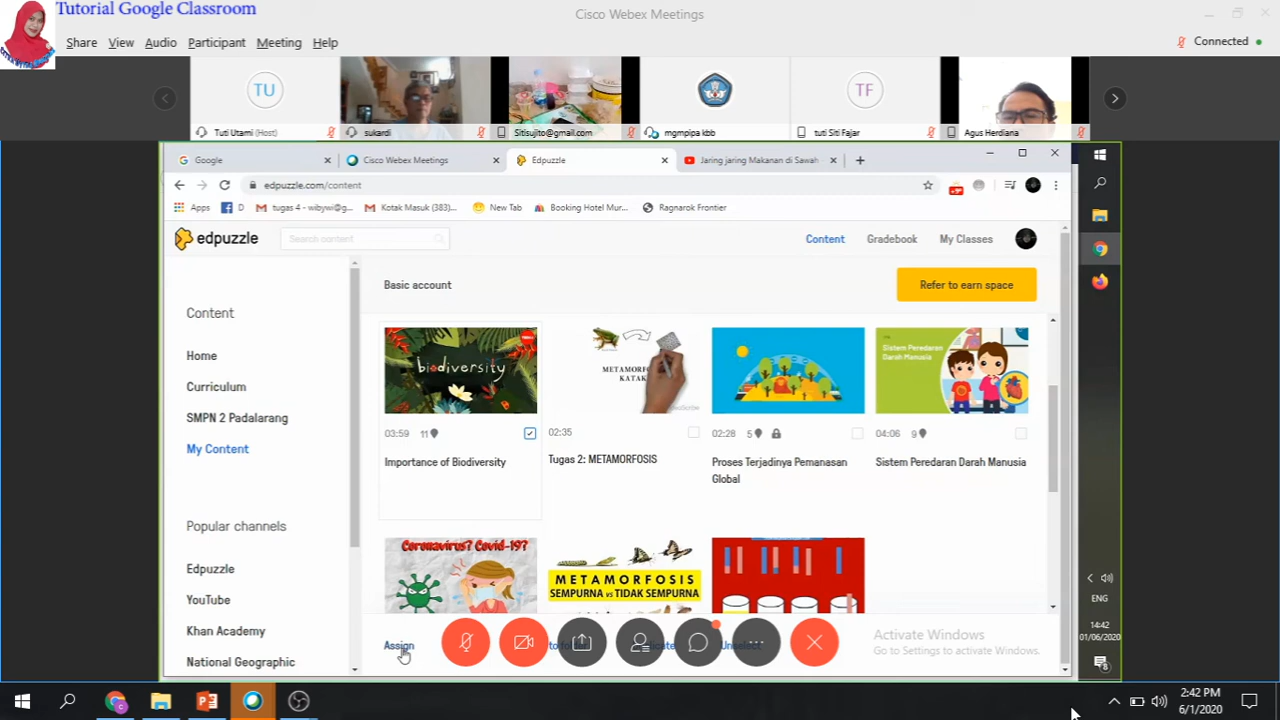 Tutorial Google Classroom
Cisco Webex Meetings
Share View Audio Participant Meeting Help
Connected
TU
TF
Tuti Utami (Host)
sukardi
Sitisujito@gmail.com
mgmpipa kbb
tuti Siti Fajar
Agus Herdiana
Google
Cisco Webex Meetings
Edpuzzle
Jaring jaring Makanan di Sawah
edpuzzle.com/content
Apps
D
tugas 4 - wibywi@g...
Kotak Masuk (383)...
New Tab
Booking Hotel Mur...
Ragnarok Frontier
edpuzzle
Search content
Content
Gradebook
My Classes
Content
Home
Curriculum
SMPN 2 Padalarang
My Content
Popular channels
Edpuzzle
YouTube
Khan Academy
National Geographic
Basic account
Refer to earn space
biodiversity
03:59 11
Importance of Biodiversity
KATAK
02:35
Tugas 2: METAMORFOSIS
02:28 5
Proses Terjadinya Pemanasan
Global
Sistem Peredaran
Darah Manusia
04:06 9
Sistem Peredaran Darah Manusia
Coronavirus? Covid-19?
METAMORFOSIS
SEMPURNA vs TIDAK SEMPURNA
Assign
Unselect
Activate Windows
Go to Settings to activate Windows.
ENG
14:42
01/06/2020
8
2:42 PM
6/1/2020